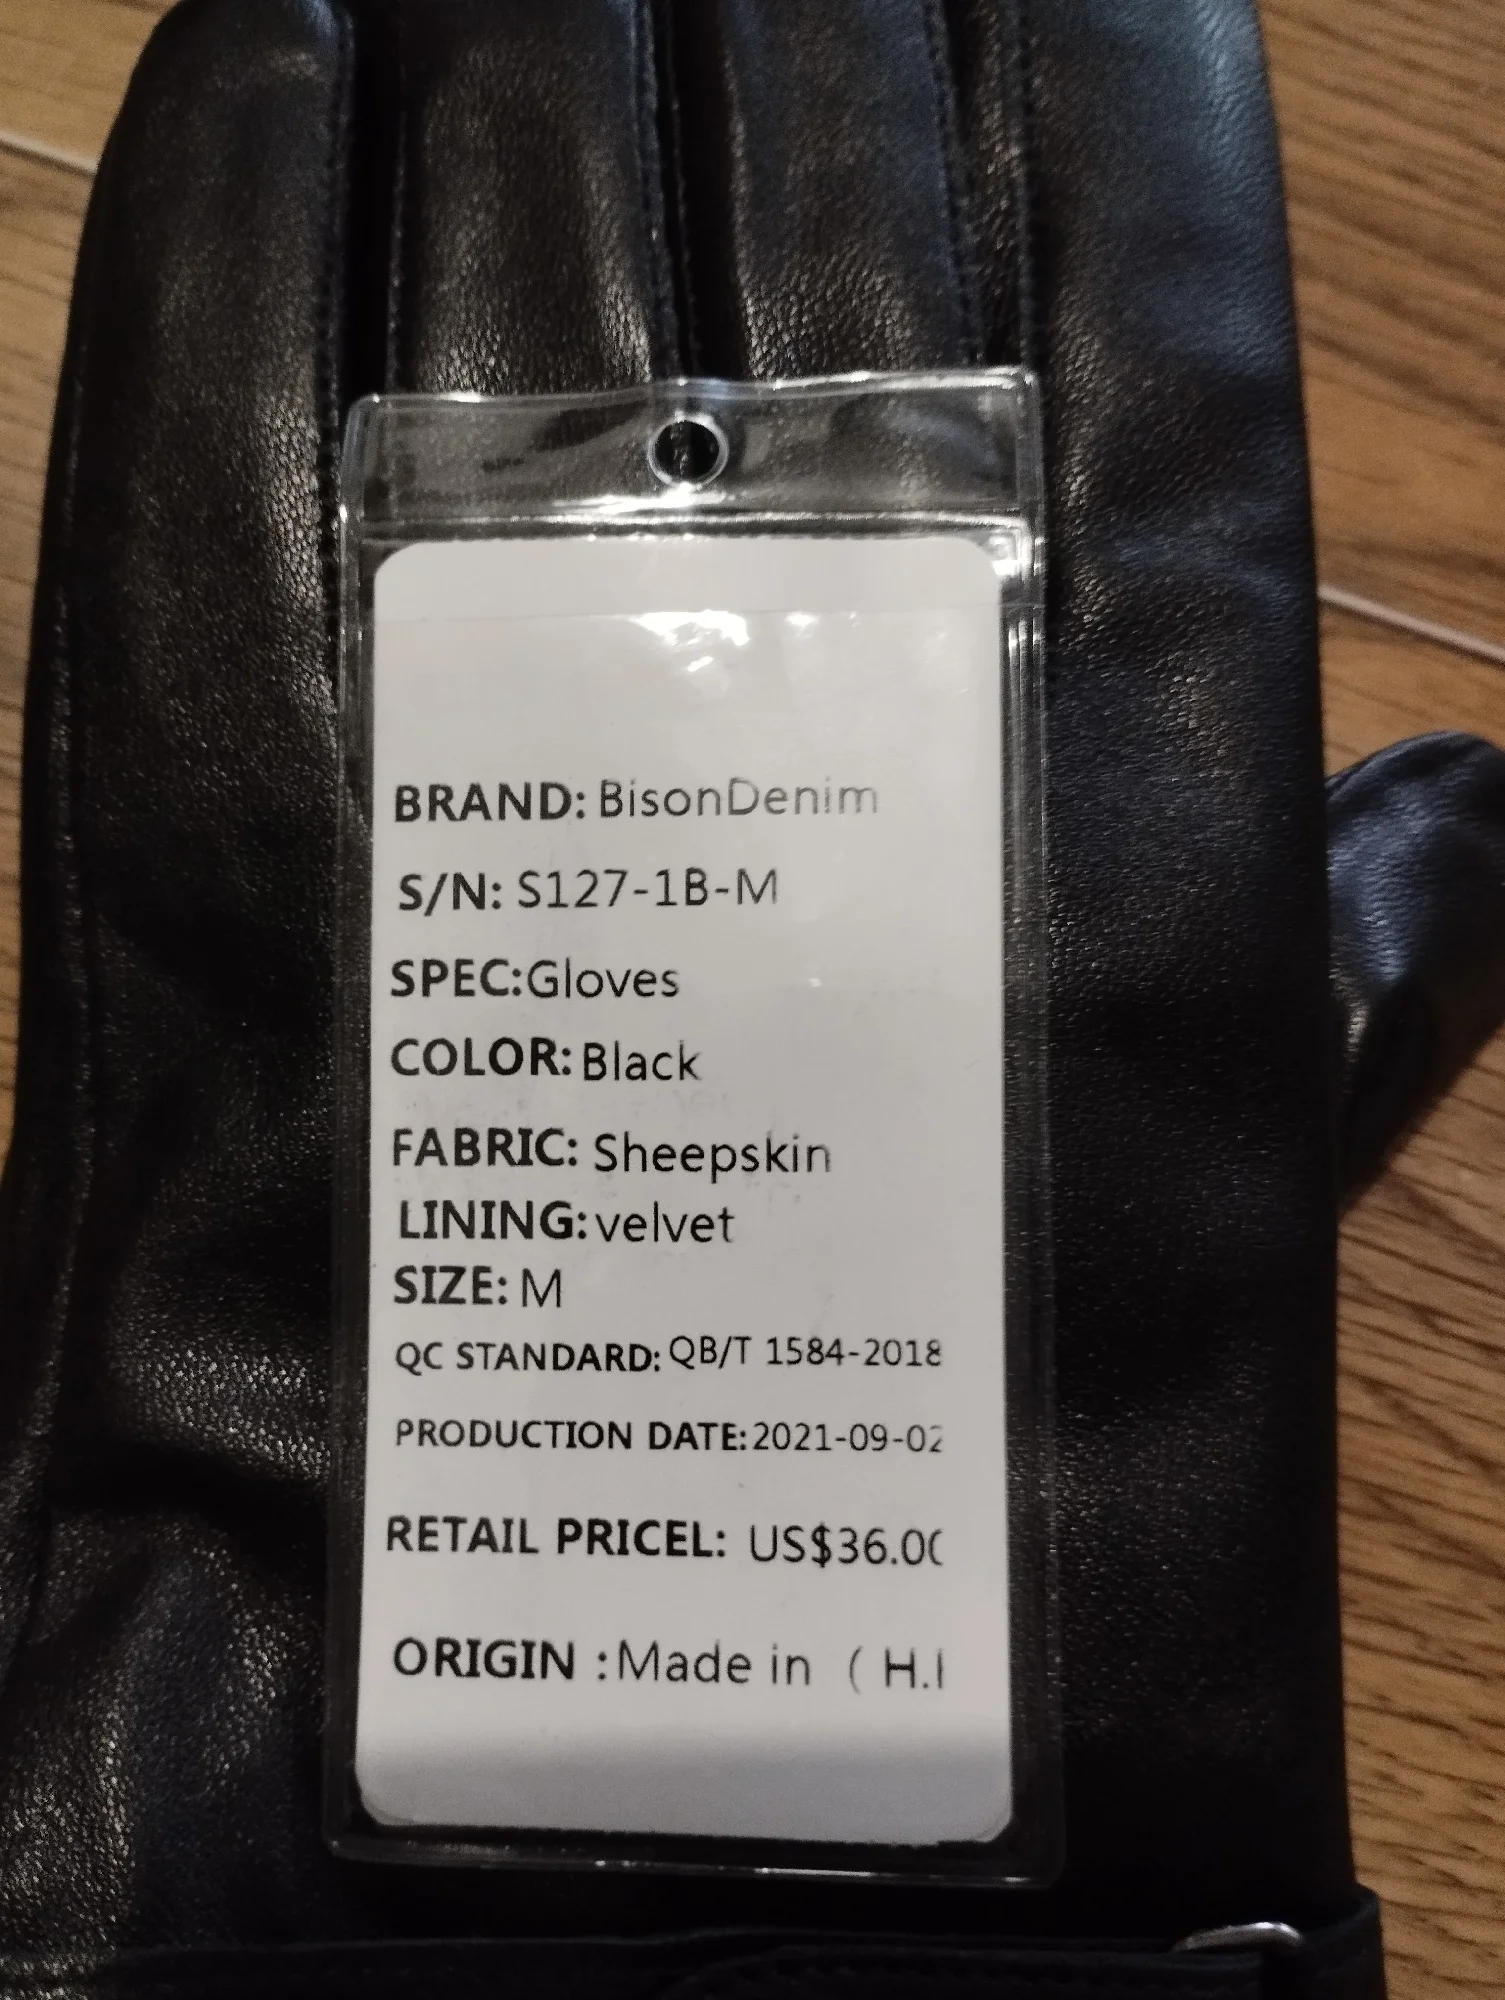 BRAND: BisonDenim
S/N: S127-1B-M
SPEC:Gloves
COLOR: Black
FABRIC: Sheepskin
LINING: velvet
SIZE: M
QC STANDARD: QB/T 1584-2018
PRODUCTION DATE: 2021-09-02
RETAIL PRICEL: US$36.00
ORIGIN :Made in ( H.